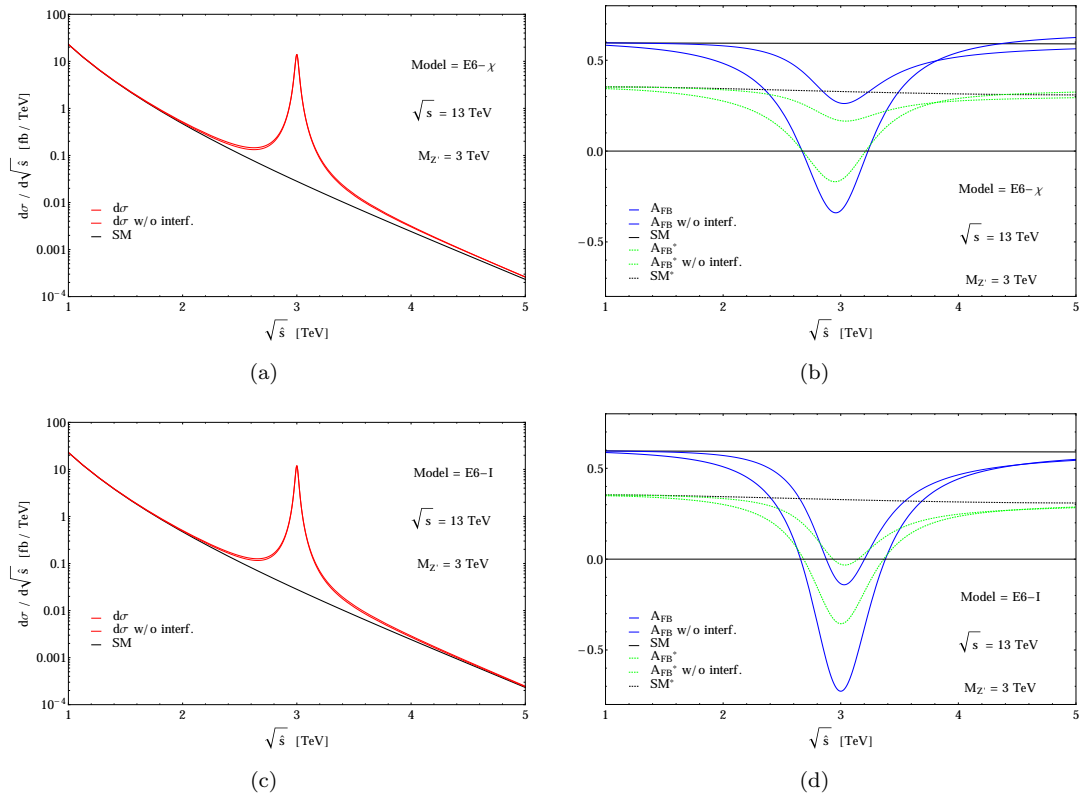 100
10
1
0.1
0.01
0.001
10⁻⁴
dσ / d√ŝ [fb / TeV]
Model = E6−χ
√s = 13 TeV
M_Z' = 3 TeV
dσ
dσ w/o interf.
SM
1 2 3 4 5
√ŝ [TeV]
(a)
0.5
0.0
−0.5
Model = E6−χ
√s = 13 TeV
M_Z' = 3 TeV
A_FB
A_FB w/o interf.
SM
A_FB*
A_FB* w/o interf.
SM*
1 2 3 4 5
√ŝ [TeV]
(b)
100
10
1
0.1
0.01
0.001
10⁻⁴
dσ / d√ŝ [fb / TeV]
Model = E6−I
√s = 13 TeV
M_Z' = 3 TeV
dσ
dσ w/o interf.
SM
1 2 3 4 5
√ŝ [TeV]
(c)
0.5
0.0
−0.5
Model = E6−I
√s = 13 TeV
M_Z' = 3 TeV
A_FB
A_FB w/o interf.
SM
A_FB*
A_FB* w/o interf.
SM*
1 2 3 4 5
√ŝ [TeV]
(d)